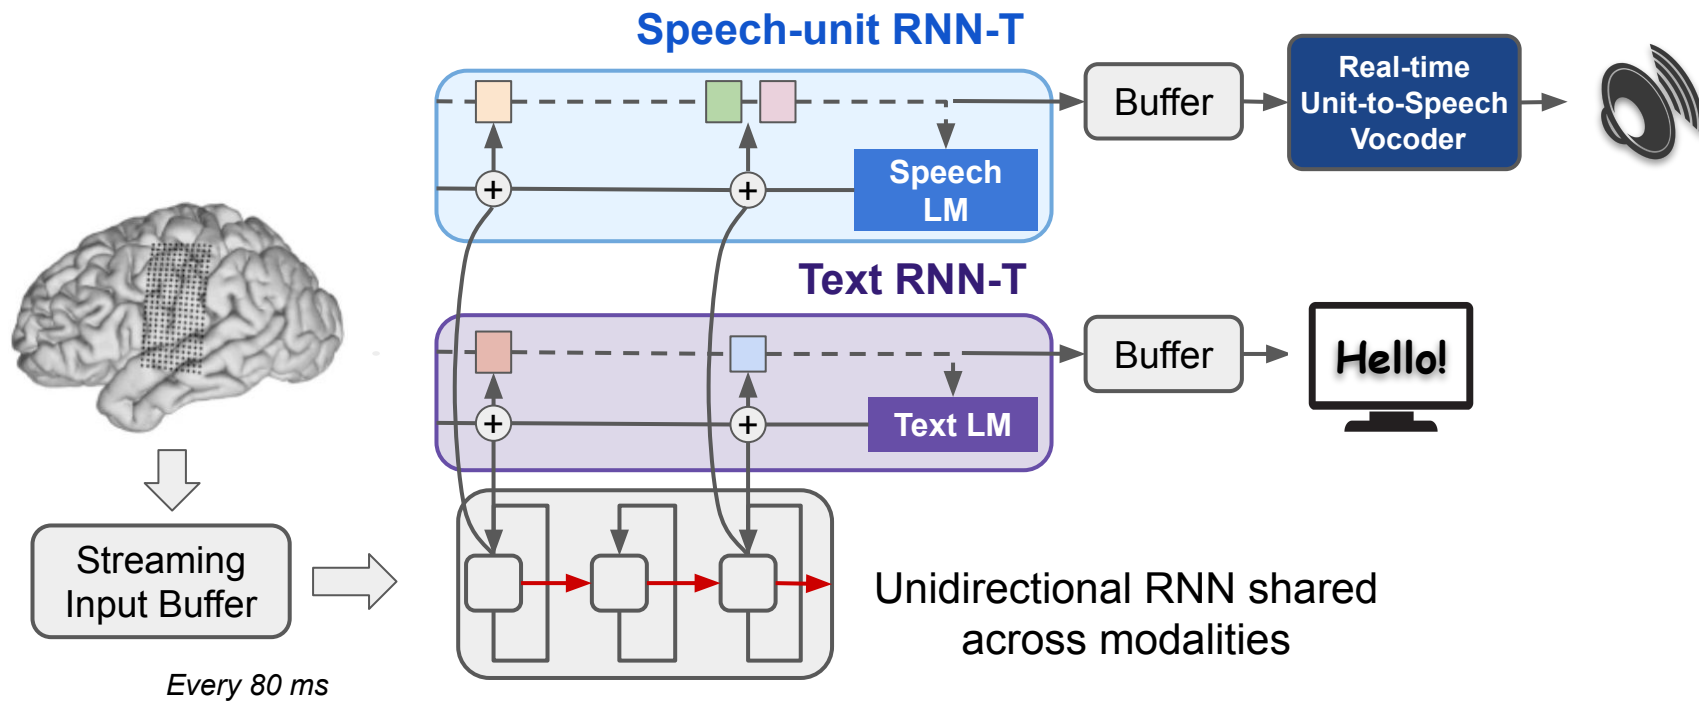 Speech-unit RNN-T
Buffer
Real-time
Unit-to-Speech
Vocoder
+
+
Speech
LM
Text RNN-T
Buffer
Hello!
+
+
Text LM
Streaming
Input Buffer
Every 80 ms
Unidirectional RNN shared
across modalities